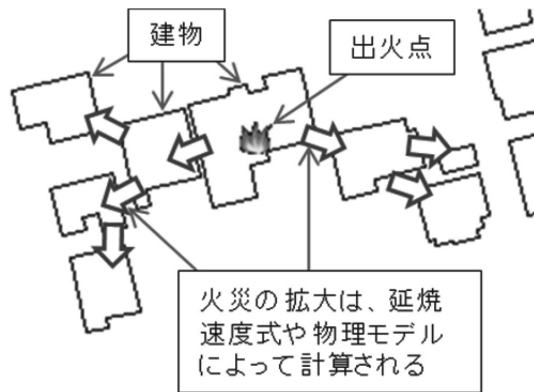 建物
出火点
火災の拡大は、延焼
速度式や物理モデル
によって計算される